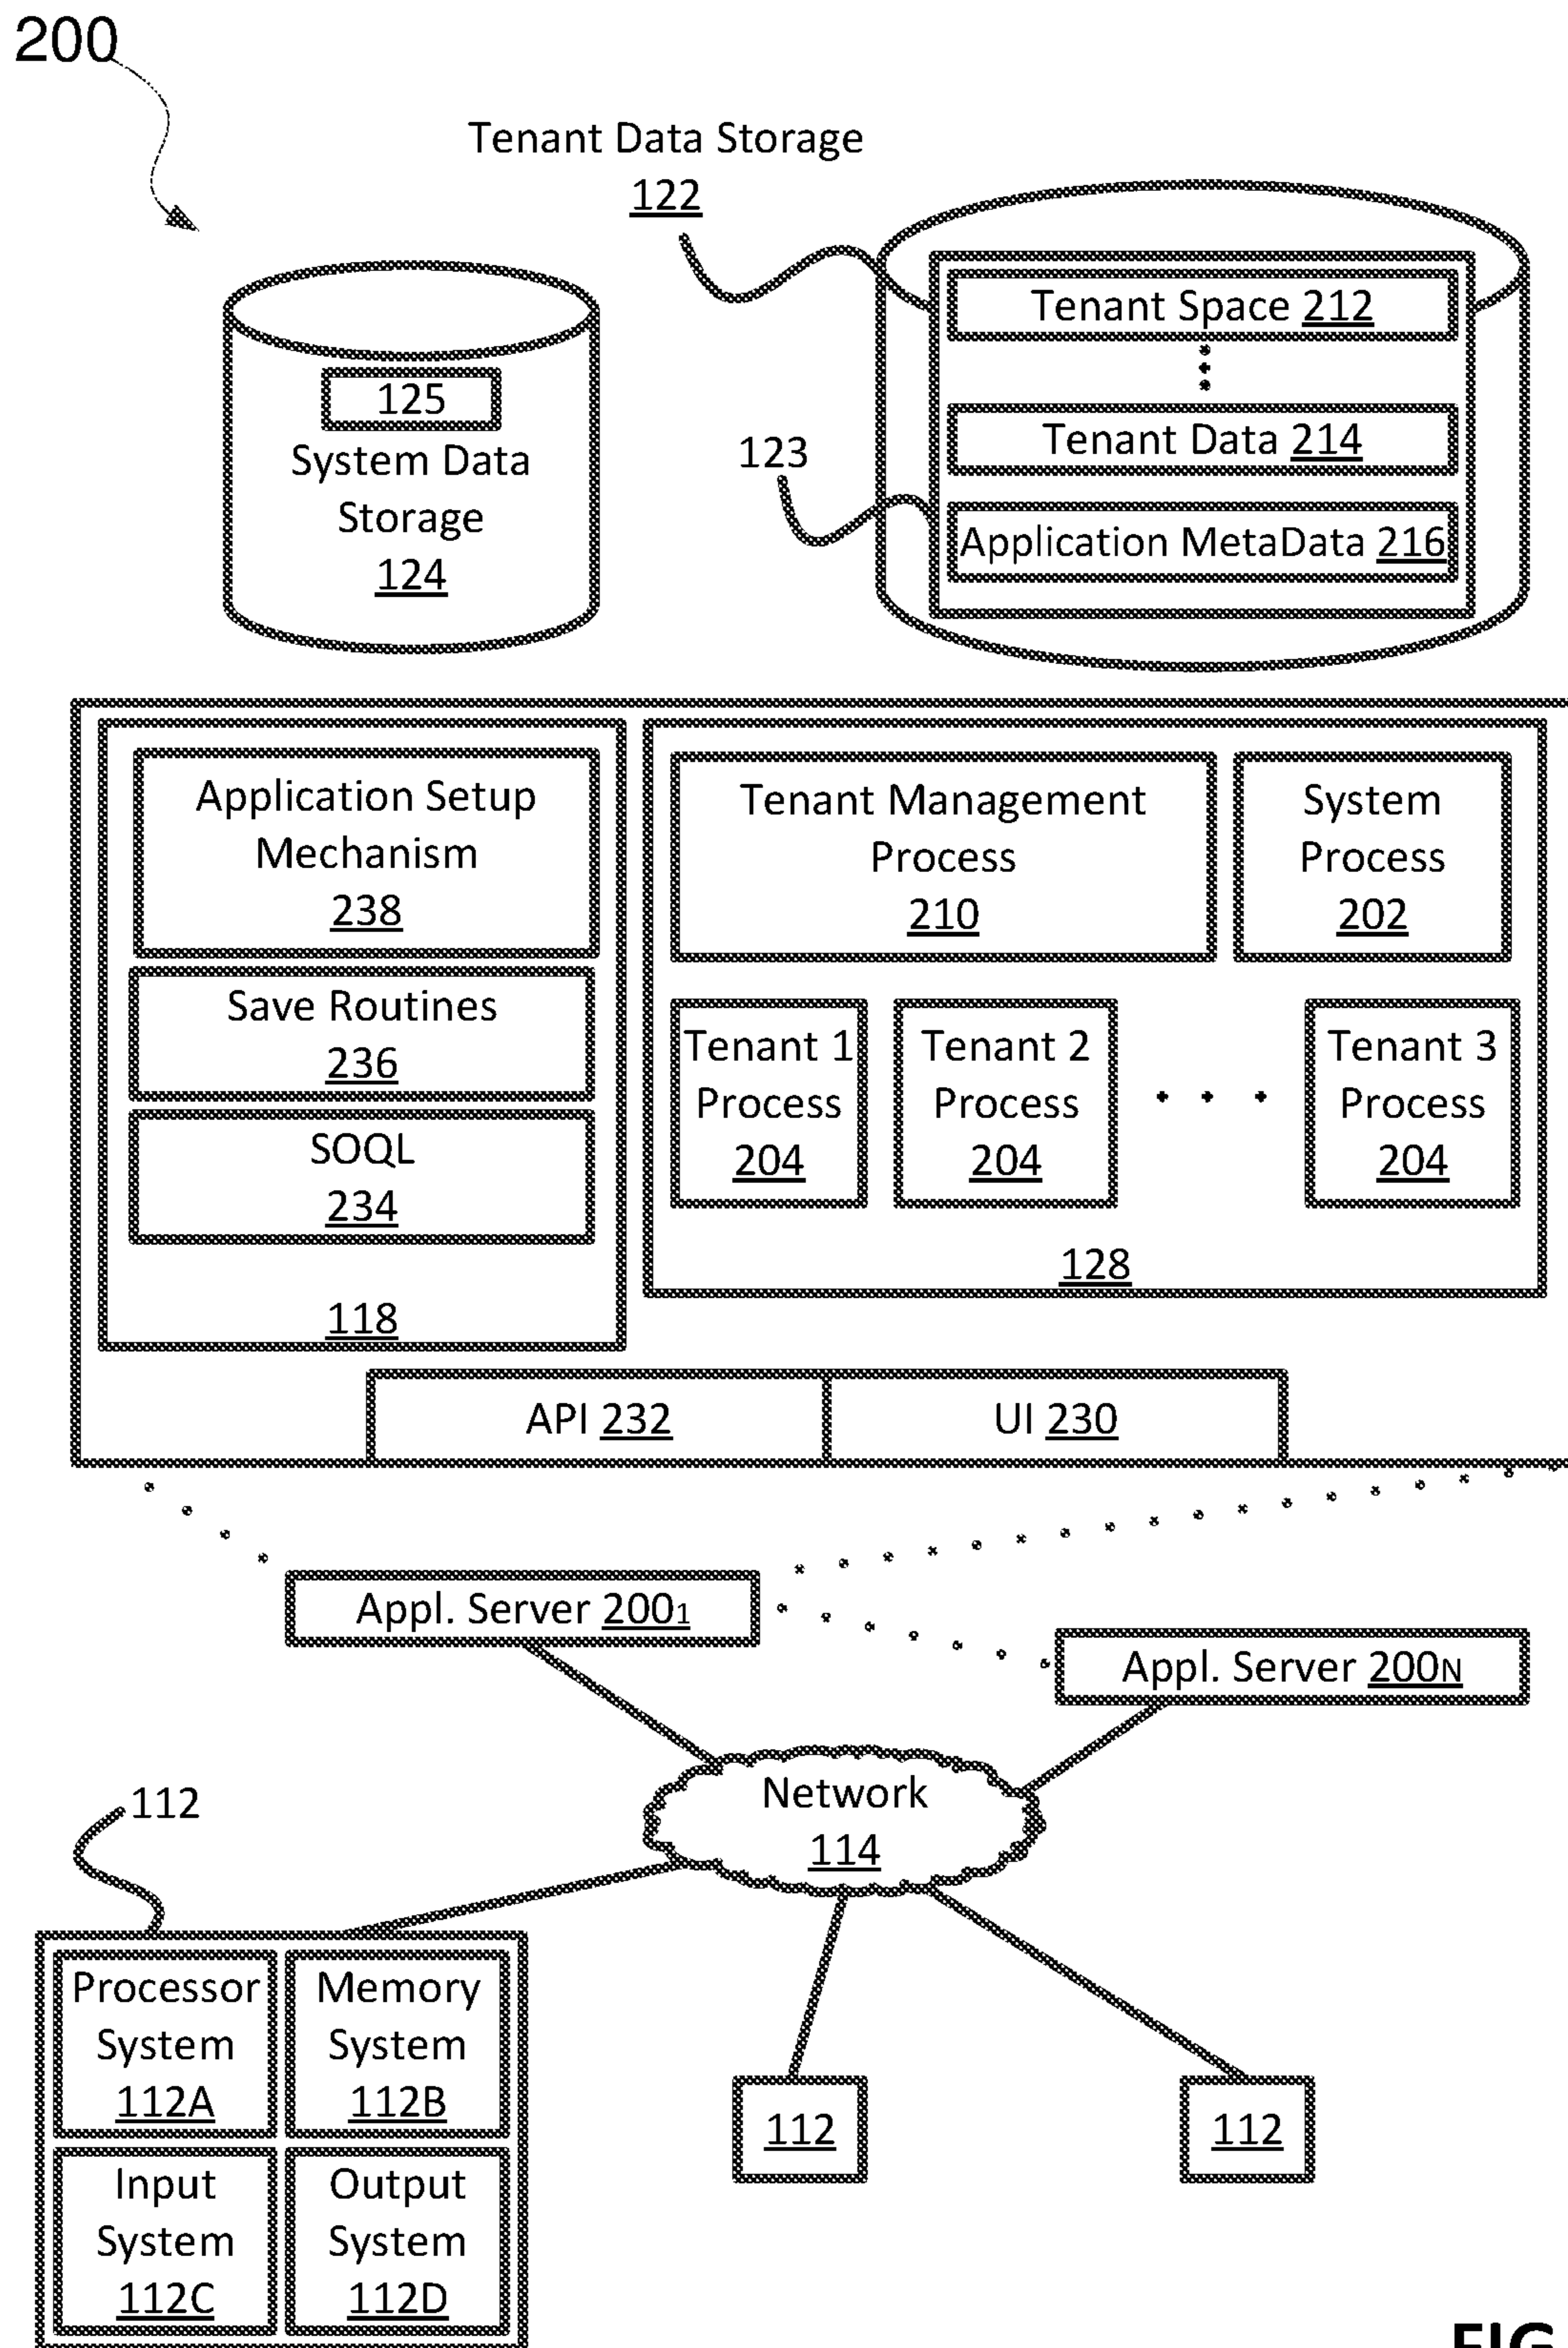 200
Tenant Data Storage
122
Tenant Space 212
125
System Data
Storage
124
123
Tenant Data 214
Application MetaData 216
Application Setup
Mechanism
238
Save Routines
236
SOQL
234
118
Tenant Management
Process
210
System
Process
202
Tenant 1
Process
204
Tenant 2
Process
204
Tenant 3
Process
204
128
API 232
UI 230
Appl. Server 200₁
Appl. Server 200N
Network
114
112
Processor
System
112A
Memory
System
112B
Input
System
112C
Output
System
112D
112
112
FIG